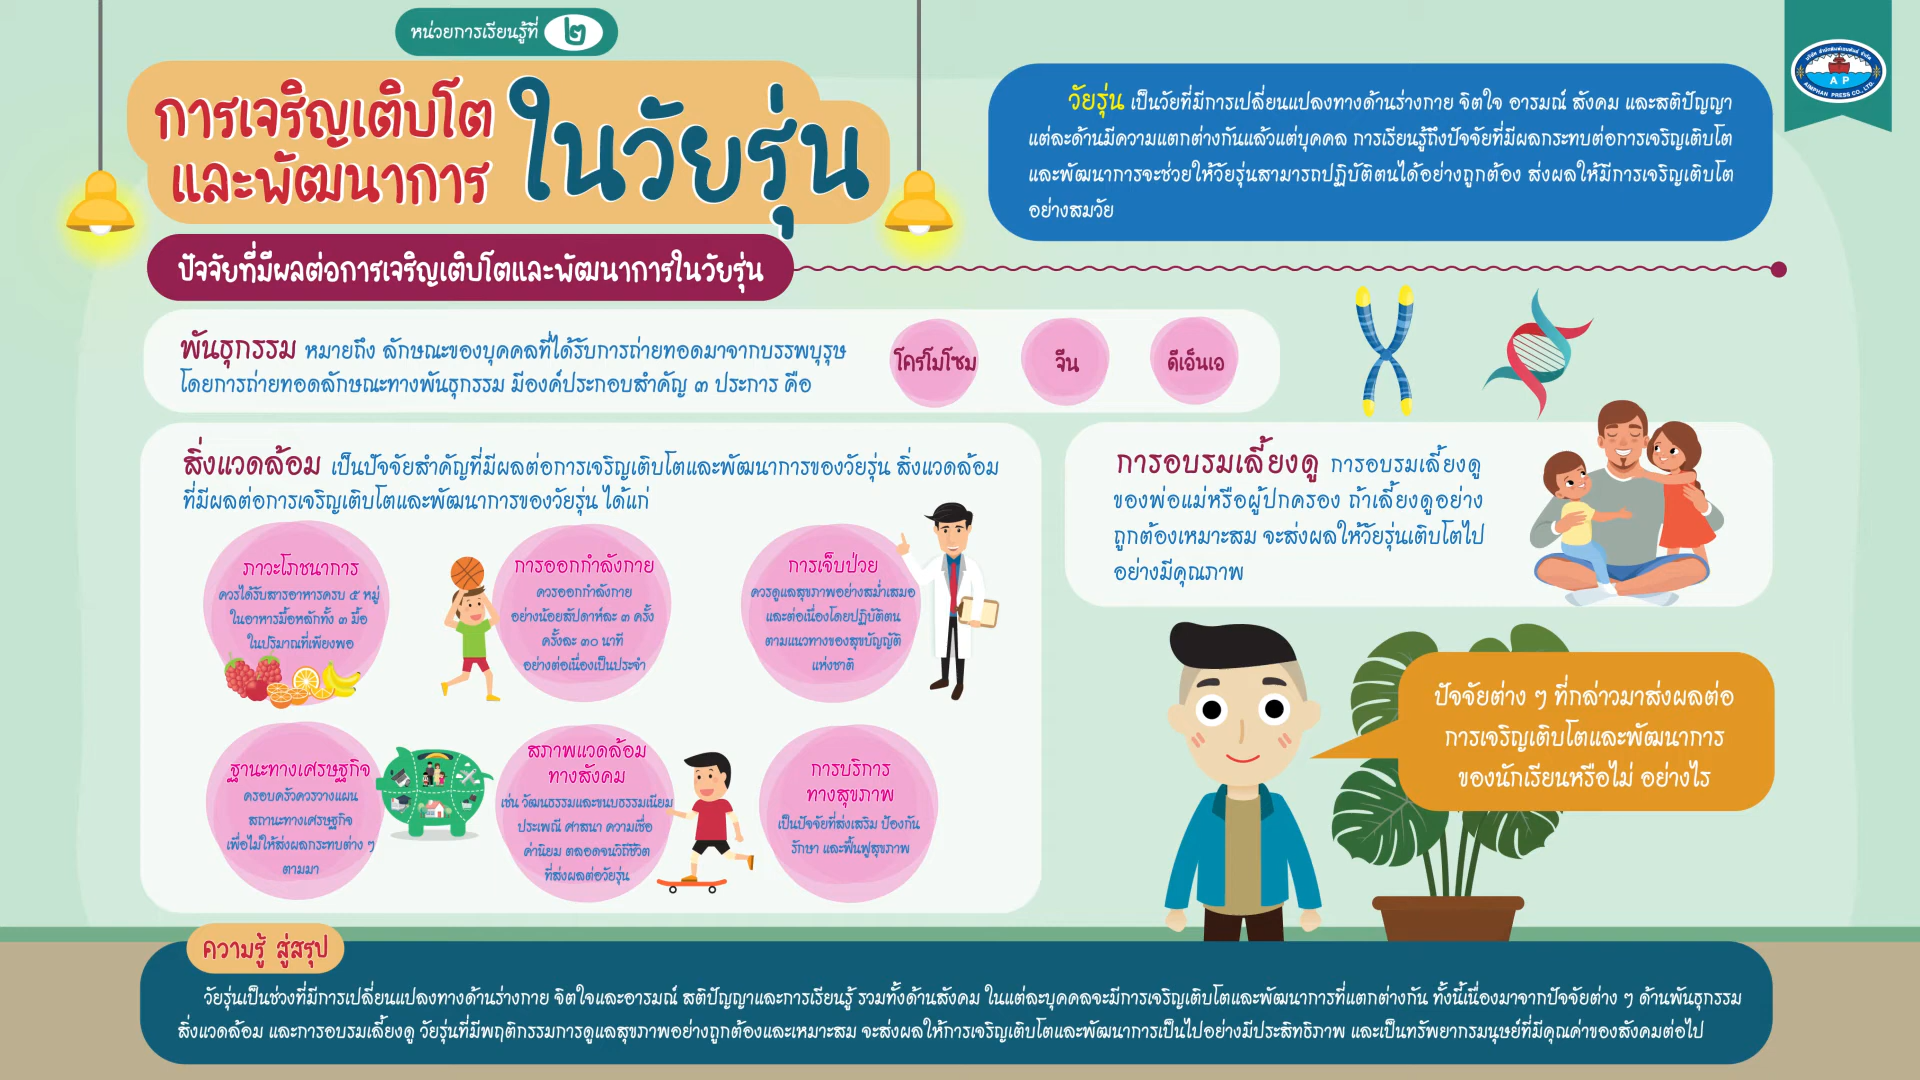 หน่วยการเรียนรู้ที่ ๒
การเจริญเติบโต
และพัฒนาการ
ในวัยรุ่น
วัยรุ่น เป็นวัยที่มีการเปลี่ยนแปลงทางด้านร่างกาย จิตใจ อารมณ์ สังคม และสติปัญญา
แต่ละด้านมีความแตกต่างกันแล้วแต่บุคคล การเรียนรู้ถึงปัจจัยที่มีผลกระทบต่อการเจริญเติบโต
และพัฒนาการจะช่วยให้วัยรุ่นสามารถปฏิบัติตนได้อย่างถูกต้อง ส่งผลให้มีการเจริญเติบโต
อย่างสมวัย
บริษัท สำนักพิมพ์เอมพันธ์ จำกัด
A P
AIMPHAN PRESS CO., LTD.
ปัจจัยที่มีผลต่อการเจริญเติบโตและพัฒนาการในวัยรุ่น
พันธุกรรม หมายถึง ลักษณะของบุคคลที่ได้รับการถ่ายทอดมาจากบรรพบุรุษ
โดยการถ่ายทอดลักษณะทางพันธุกรรม มีองค์ประกอบสำคัญ ๓ ประการ คือ
โครโมโซม
จีน
ดีเอ็นเอ
สิ่งแวดล้อม เป็นปัจจัยสำคัญที่มีผลต่อการเจริญเติบโตและพัฒนาการของวัยรุ่น สิ่งแวดล้อม
ที่มีผลต่อการเจริญเติบโตและพัฒนาการของวัยรุ่น ได้แก่
ภาวะโภชนาการ
ควรได้รับสารอาหารครบ ๕ หมู่
ในอาหารมื้อหลักทั้ง ๓ มื้อ
ในปริมาณที่เพียงพอ
การออกกำลังกาย
ควรออกกำลังกาย
อย่างน้อยสัปดาห์ละ ๓ ครั้ง
ครั้งละ ๓๐ นาที
อย่างต่อเนื่องเป็นประจำ
การเจ็บป่วย
ควรดูแลสุขภาพอย่างสม่ำเสมอ
และต่อเนื่องโดยปฏิบัติตน
ตามแนวทางของสุขบัญญัติ
แห่งชาติ
ฐานะทางเศรษฐกิจ
ครอบครัวควรวางแผน
สถานะทางเศรษฐกิจ
เพื่อไม่ให้ส่งผลกระทบต่าง ๆ
ตามมา
สภาพแวดล้อม
ทางสังคม
เช่น วัฒนธรรมและขนบธรรมเนียม
ประเพณี ศาสนา ความเชื่อ
ค่านิยม ตลอดจนวิถีชีวิต
ที่ส่งผลต่อวัยรุ่น
การบริการ
ทางสุขภาพ
เป็นปัจจัยที่ส่งเสริม ป้องกัน
รักษา และฟื้นฟูสุขภาพ
การอบรมเลี้ยงดู การอบรมเลี้ยงดู
ของพ่อแม่หรือผู้ปกครอง ถ้าเลี้ยงดูอย่าง
ถูกต้องเหมาะสม จะส่งผลให้วัยรุ่นเติบโตไป
อย่างมีคุณภาพ
ปัจจัยต่าง ๆ ที่กล่าวมาส่งผลต่อ
การเจริญเติบโตและพัฒนาการ
ของนักเรียนหรือไม่ อย่างไร
ความรู้ สู่สรุป
วัยรุ่นเป็นช่วงที่มีการเปลี่ยนแปลงทางด้านร่างกาย จิตใจและอารมณ์ สติปัญญาและการเรียนรู้ รวมทั้งด้านสังคม ในแต่ละบุคคลจะมีการเจริญเติบโตและพัฒนาการที่แตกต่างกัน ทั้งนี้เนื่องมาจากปัจจัยต่าง ๆ ด้านพันธุกรรม
สิ่งแวดล้อม และการอบรมเลี้ยงดู วัยรุ่นที่มีพฤติกรรมการดูแลสุขภาพอย่างถูกต้องและเหมาะสม จะส่งผลให้การเจริญเติบโตและพัฒนาการเป็นไปอย่างมีประสิทธิภาพ และเป็นทรัพยากรมนุษย์ที่มีคุณค่าของสังคมต่อไป